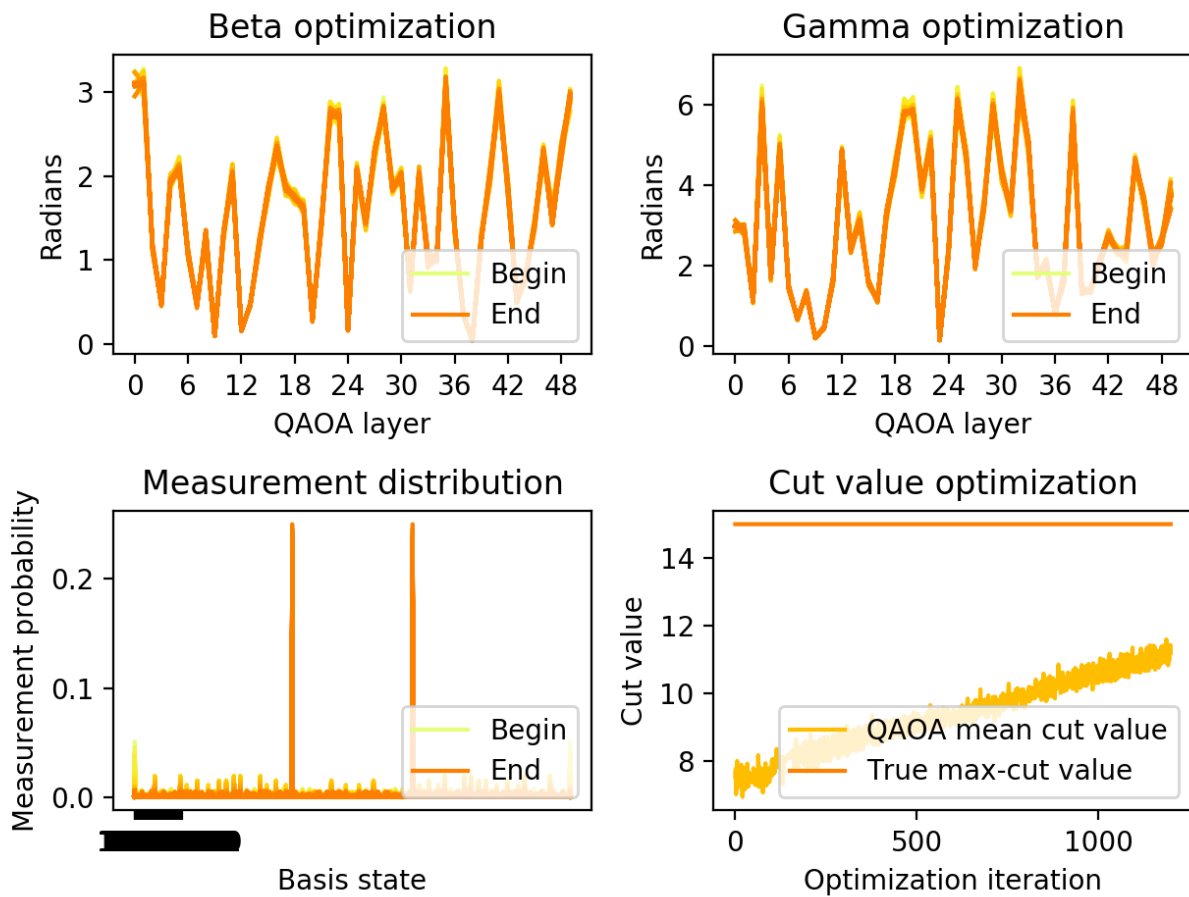 Beta optimization
Radians
3
2
1
0
Begin
End
0 6 12 18 24 30 36 42 48
QAOA layer
Gamma optimization
Radians
6
4
2
0
Begin
End
0 6 12 18 24 30 36 42 48
QAOA layer
Measurement distribution
Measurement probability
0.2
0.1
0.0
Begin
End
Basis state
Cut value optimization
Cut value
14
12
10
8
QAOA mean cut value
True max-cut value
0 500 1000
Optimization iteration